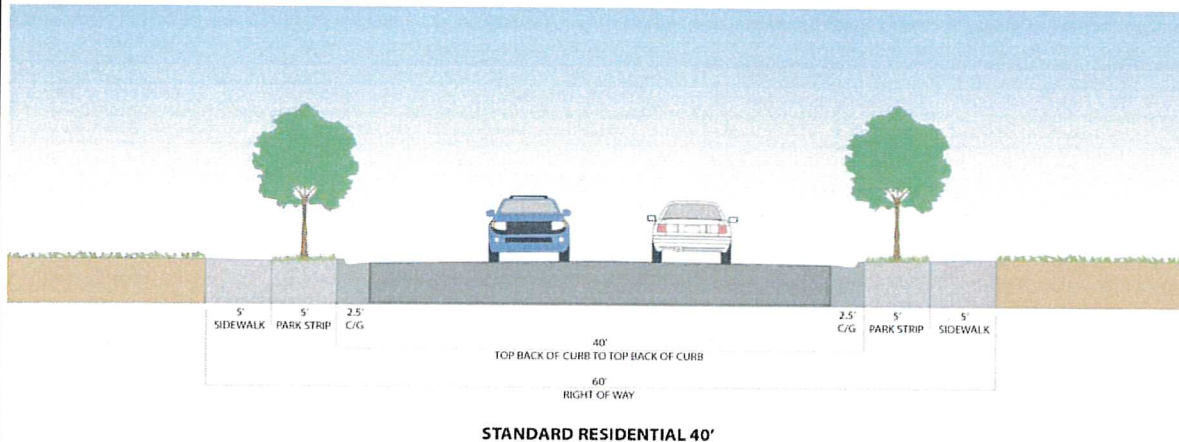 5' 5' 2.5' 2.5' 5' 5'
SIDEWALK PARK STRIP C/G C/G PARK STRIP SIDEWALK
40'
TOP BACK OF CURB TO TOP BACK OF CURB
60'
RIGHT OF WAY
STANDARD RESIDENTIAL 40'